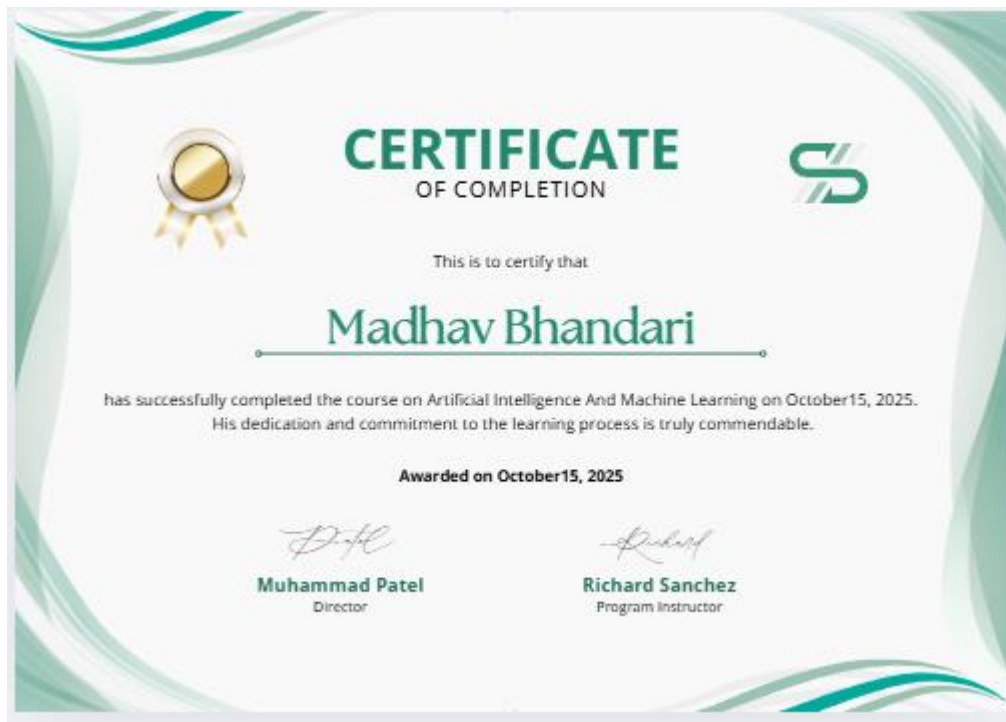 CERTIFICATE
OF COMPLETION
This is to certify that
Madhav Bhandari
has successfully completed the course on Artificial Intelligence And Machine Learning on October15, 2025.
His dedication and commitment to the learning process is truly commendable.
Awarded on October15, 2025
Richard
Muhammad Patel
Richard Sanchez
Director
Program Instructor